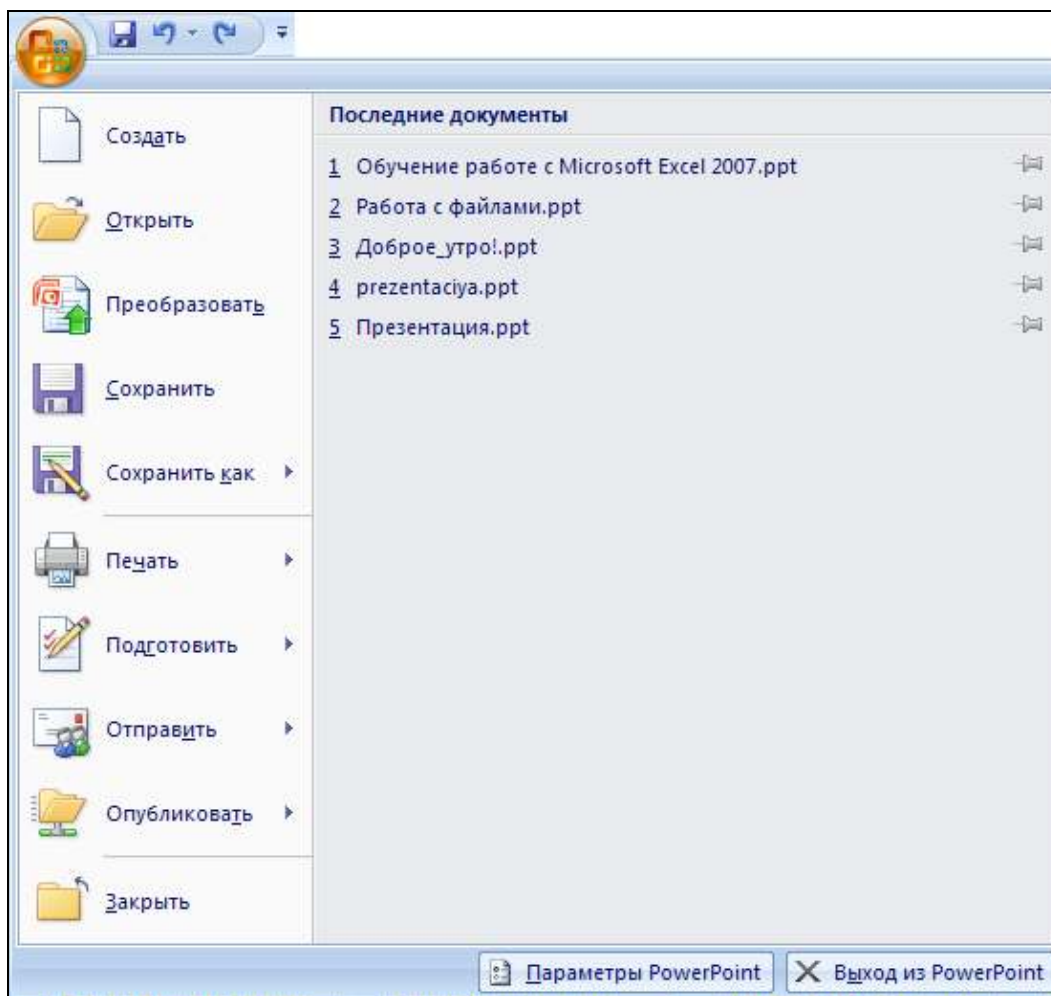 Создать
Открыть
Преобразовать
Сохранить
Сохранить как
Печать
Подготовить
Отправить
Опубликовать
Закрыть
Последние документы
1 Обучение работе с Microsoft Excel 2007.ppt
2 Работа с файлами.ppt
3 Доброе_утро!.ppt
4 prezentaciya.ppt
5 Презентация.ppt
Параметры PowerPoint
Выход из PowerPoint